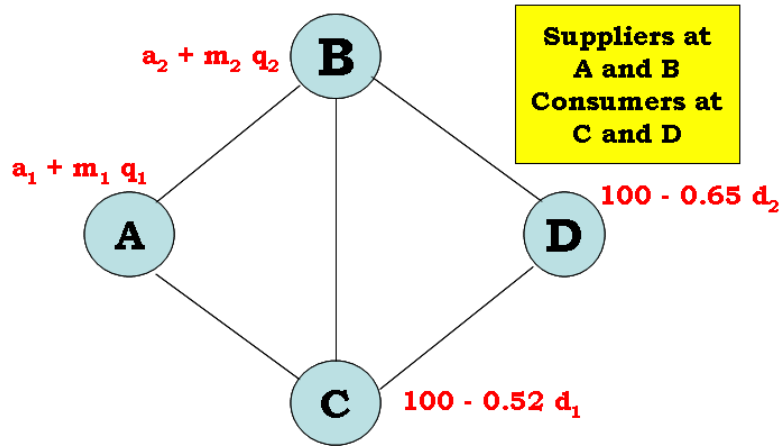 B
a₂ + m₂ q₂
Suppliers at
A and B
Consumers at
C and D
a₁ + m₁ q₁
100 - 0.65 d₂
A
D
C
100 - 0.52 d₁